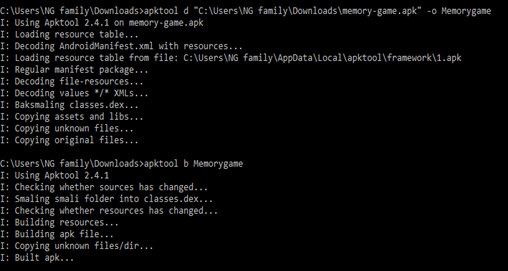 C:\Users\NG family\Downloads>apktool d "C:\Users\NG family\Downloads\memory-game.apk" -o Memorygame
I: Using Apktool 2.4.1 on memory-game.apk
I: Loading resource table...
I: Decoding AndroidManifest.xml with resources...
I: Loading resource table from file: C:\Users\NG family\AppData\Local\apktool\framework\1.apk
I: Regular manifest package...
I: Decoding file-resources...
I: Decoding values */* XMLs...
I: Baksmaling classes.dex...
I: Copying assets and libs...
I: Copying unknown files...
I: Copying original files...
C:\Users\NG family\Downloads>apktool b Memorygame
I: Using Apktool 2.4.1
I: Checking whether sources has changed...
I: Smaling smali folder into classes.dex...
I: Checking whether resources has changed...
I: Building resources...
I: Building apk file...
I: Copying unknown files/dir...
I: Built apk...